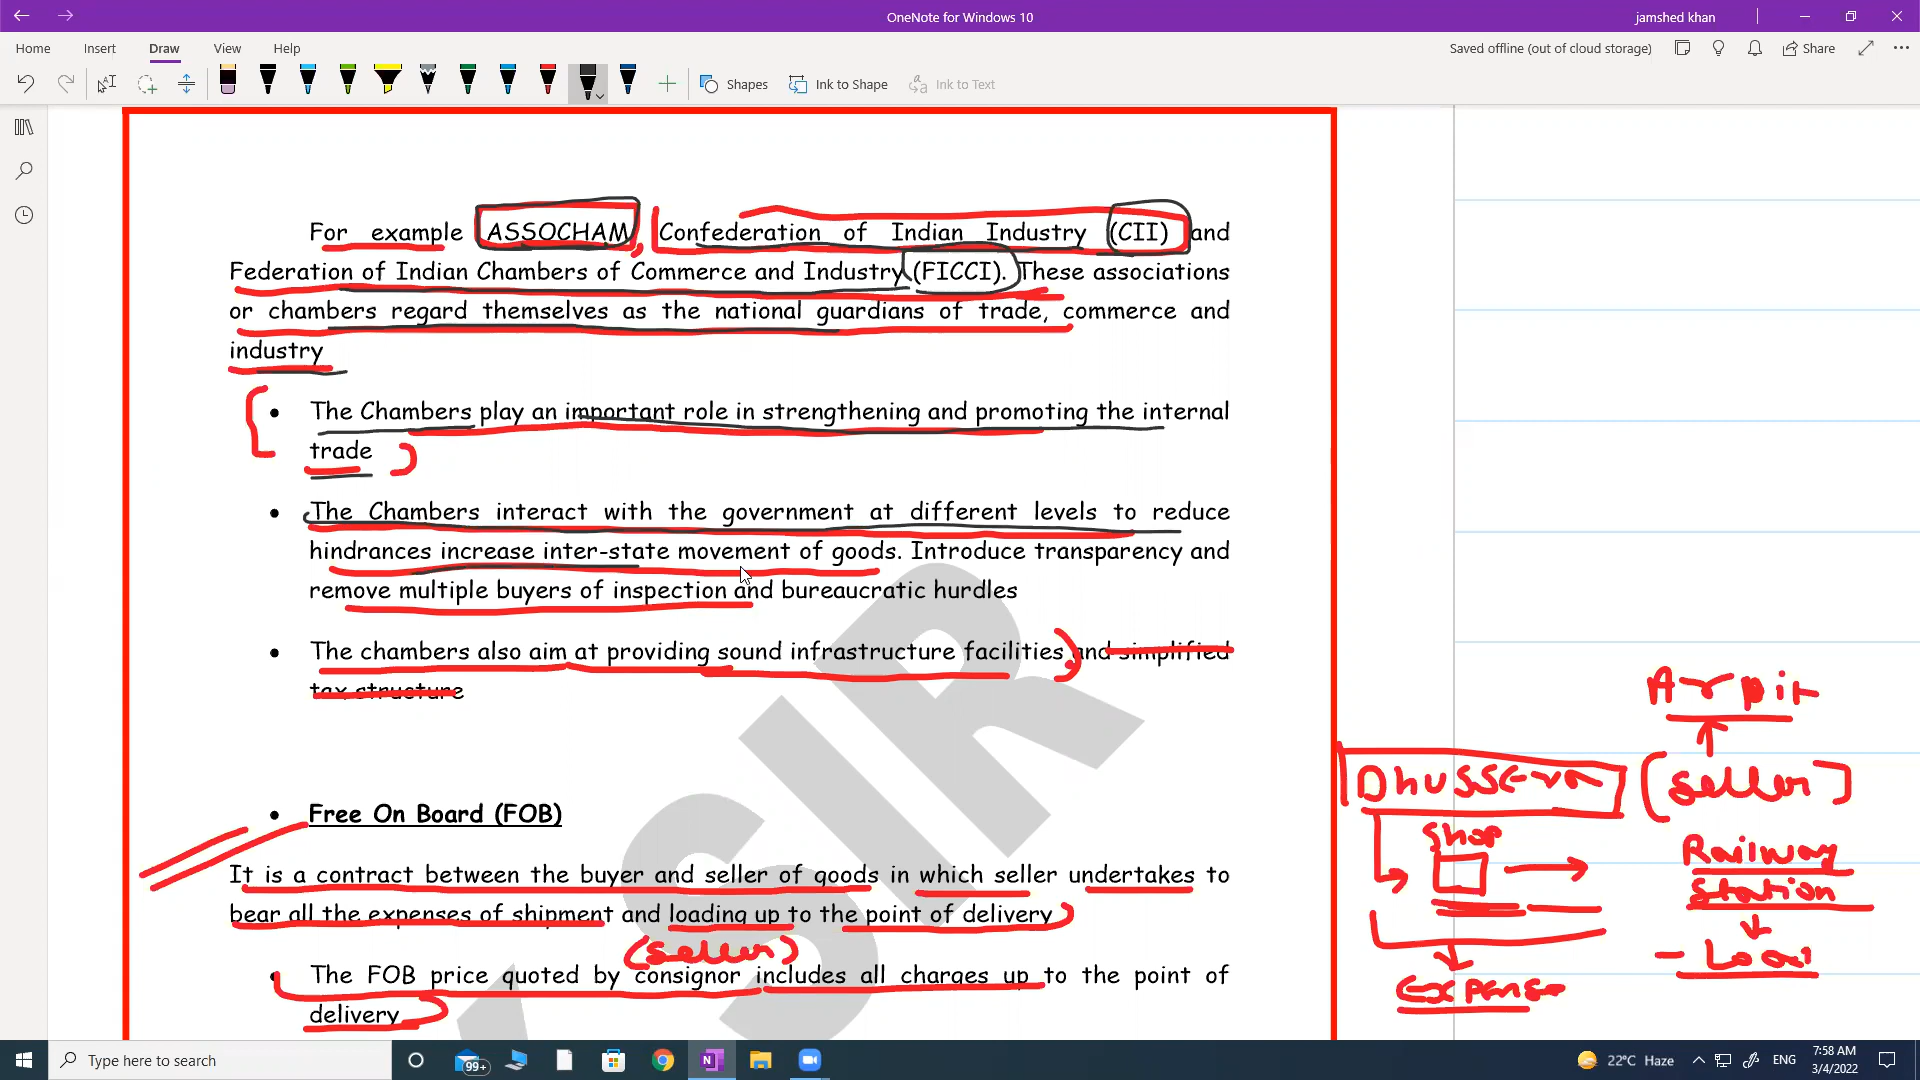 OneNote for Windows 10
jamshed khan
Home Insert Draw View Help
Saved offline (out of cloud storage)
Share
Shapes
Ink to Shape
Ink to Text
For example ASSOCHAM, Confederation of Indian Industry (CII) and
Federation of Indian Chambers of Commerce and Industry (FICCI). These associations
or chambers regard themselves as the national guardians of trade, commerce and
industry
• The Chambers play an important role in strengthening and promoting the internal
trade
• The Chambers interact with the government at different levels to reduce
hindrances increase inter-state movement of goods. Introduce transparency and
remove multiple buyers of inspection and bureaucratic hurdles
• The chambers also aim at providing sound infrastructure facilities and simplified
tax structure
• Free On Board (FOB)
It is a contract between the buyer and seller of goods in which seller undertakes to
bear all the expenses of shipment and loading up to the point of delivery
(seller)
• The FOB price quoted by consignor includes all charges up to the point of
delivery
SIR
Arpit
(seller)
Shop
Railway
Station
Expense
Type here to search
99+
22°C Haze
ENG
7:58 AM
3/4/2022